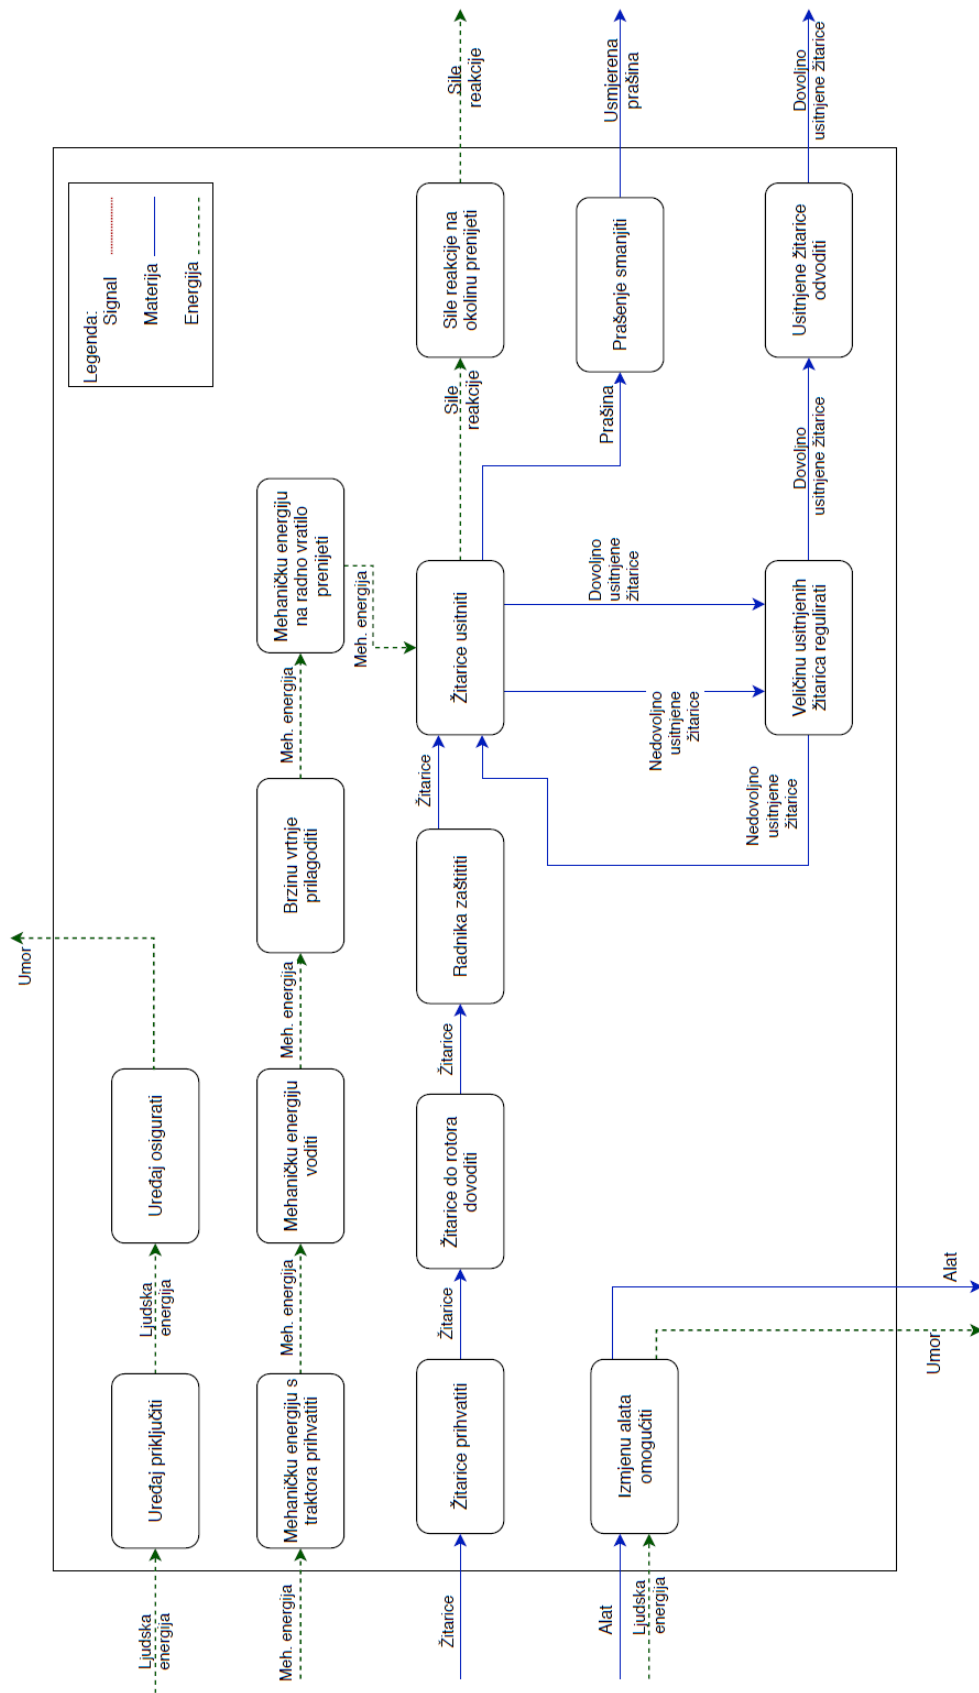 Legenda:
Signal
Materija
Energija
Umor
Ljudska
energija
Uređaj priključiti
Ljudska
energija
Uređaj osigurati
Meh. energija
Mehaničku energiju s
traktora prihvatiti
Meh. energija
Mehaničku energiju
voditi
Meh. energija
Brzinu vrtnje
prilagoditi
Meh. energija
Mehaničku energiju
na radno vratilo
prenijeti
Meh. energija
Žitarice
Žitarice prihvatiti
Žitarice
Žitarice do rotora
dovoditi
Žitarice
Radnika zaštititi
Žitarice
Žitarice usitniti
Sile
reakcije
Sile reakcije na
okolinu prenijeti
Sile
reakcije
Prašina
Prašenje smanjiti
Usmjerena
prašina
Alat
Ljudska
energija
Izmjenu alata
omogućiti
Umor
Alat
Nedovoljno
usitnjene
žitarice
Dovoljno
usitnjene
žitarice
Nedovoljno
usitnjene
žitarice
Veličinu usitnjenih
žitarica regulirati
Dovoljno
usitnjene žitarice
Usitnjene žitarice
odvoditi
Dovoljno
usitnjene žitarice